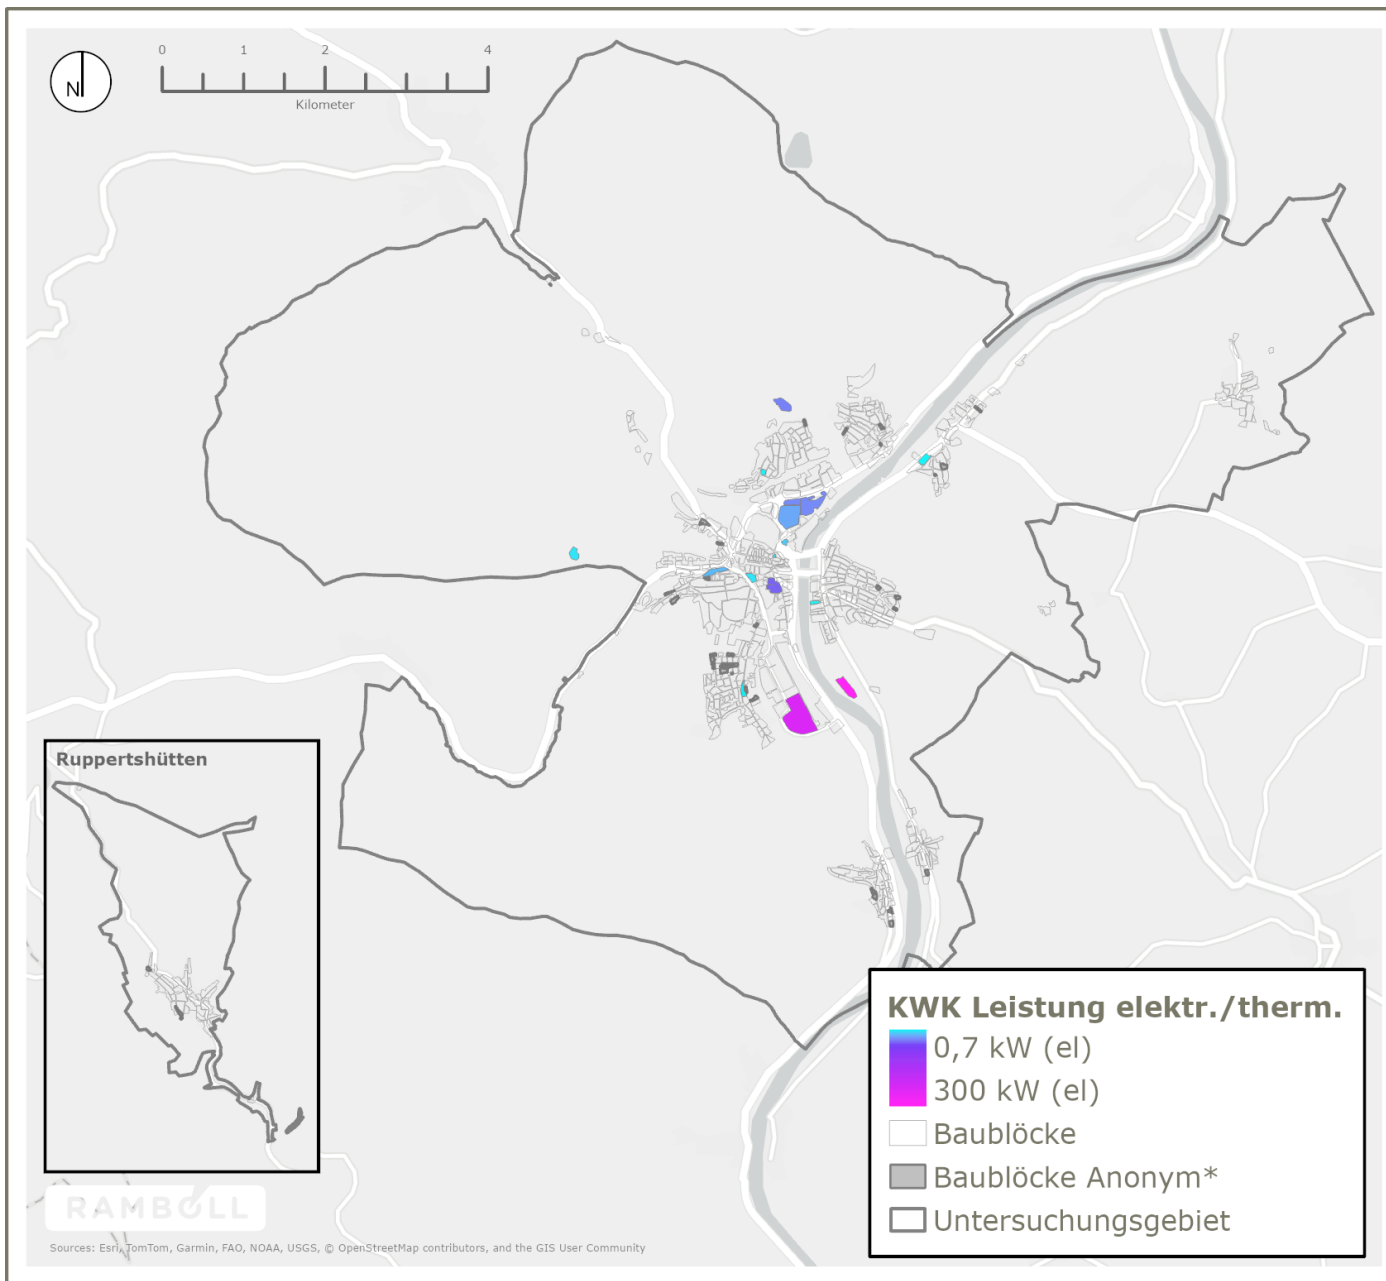 0 1 2 4
Kilometer
N
Ruppertshütten
KWK Leistung elektr./therm.
0,7 kW (el)
300 kW (el)
Baublöcke
Baublöcke Anonym*
Untersuchungsgebiet
RAMBOLL
Sources: Esri, TomTom, Garmin, FAO, NOAA, USGS, © OpenStreetMap contributors, and the GIS User Community